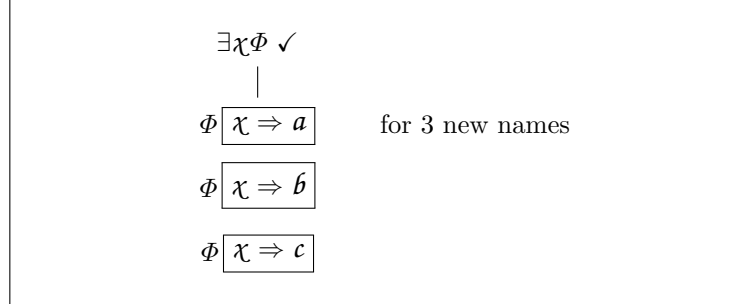 ∃χΦ ✓
Φ χ ⇒ a for 3 new names
Φ χ ⇒ b
Φ χ ⇒ c